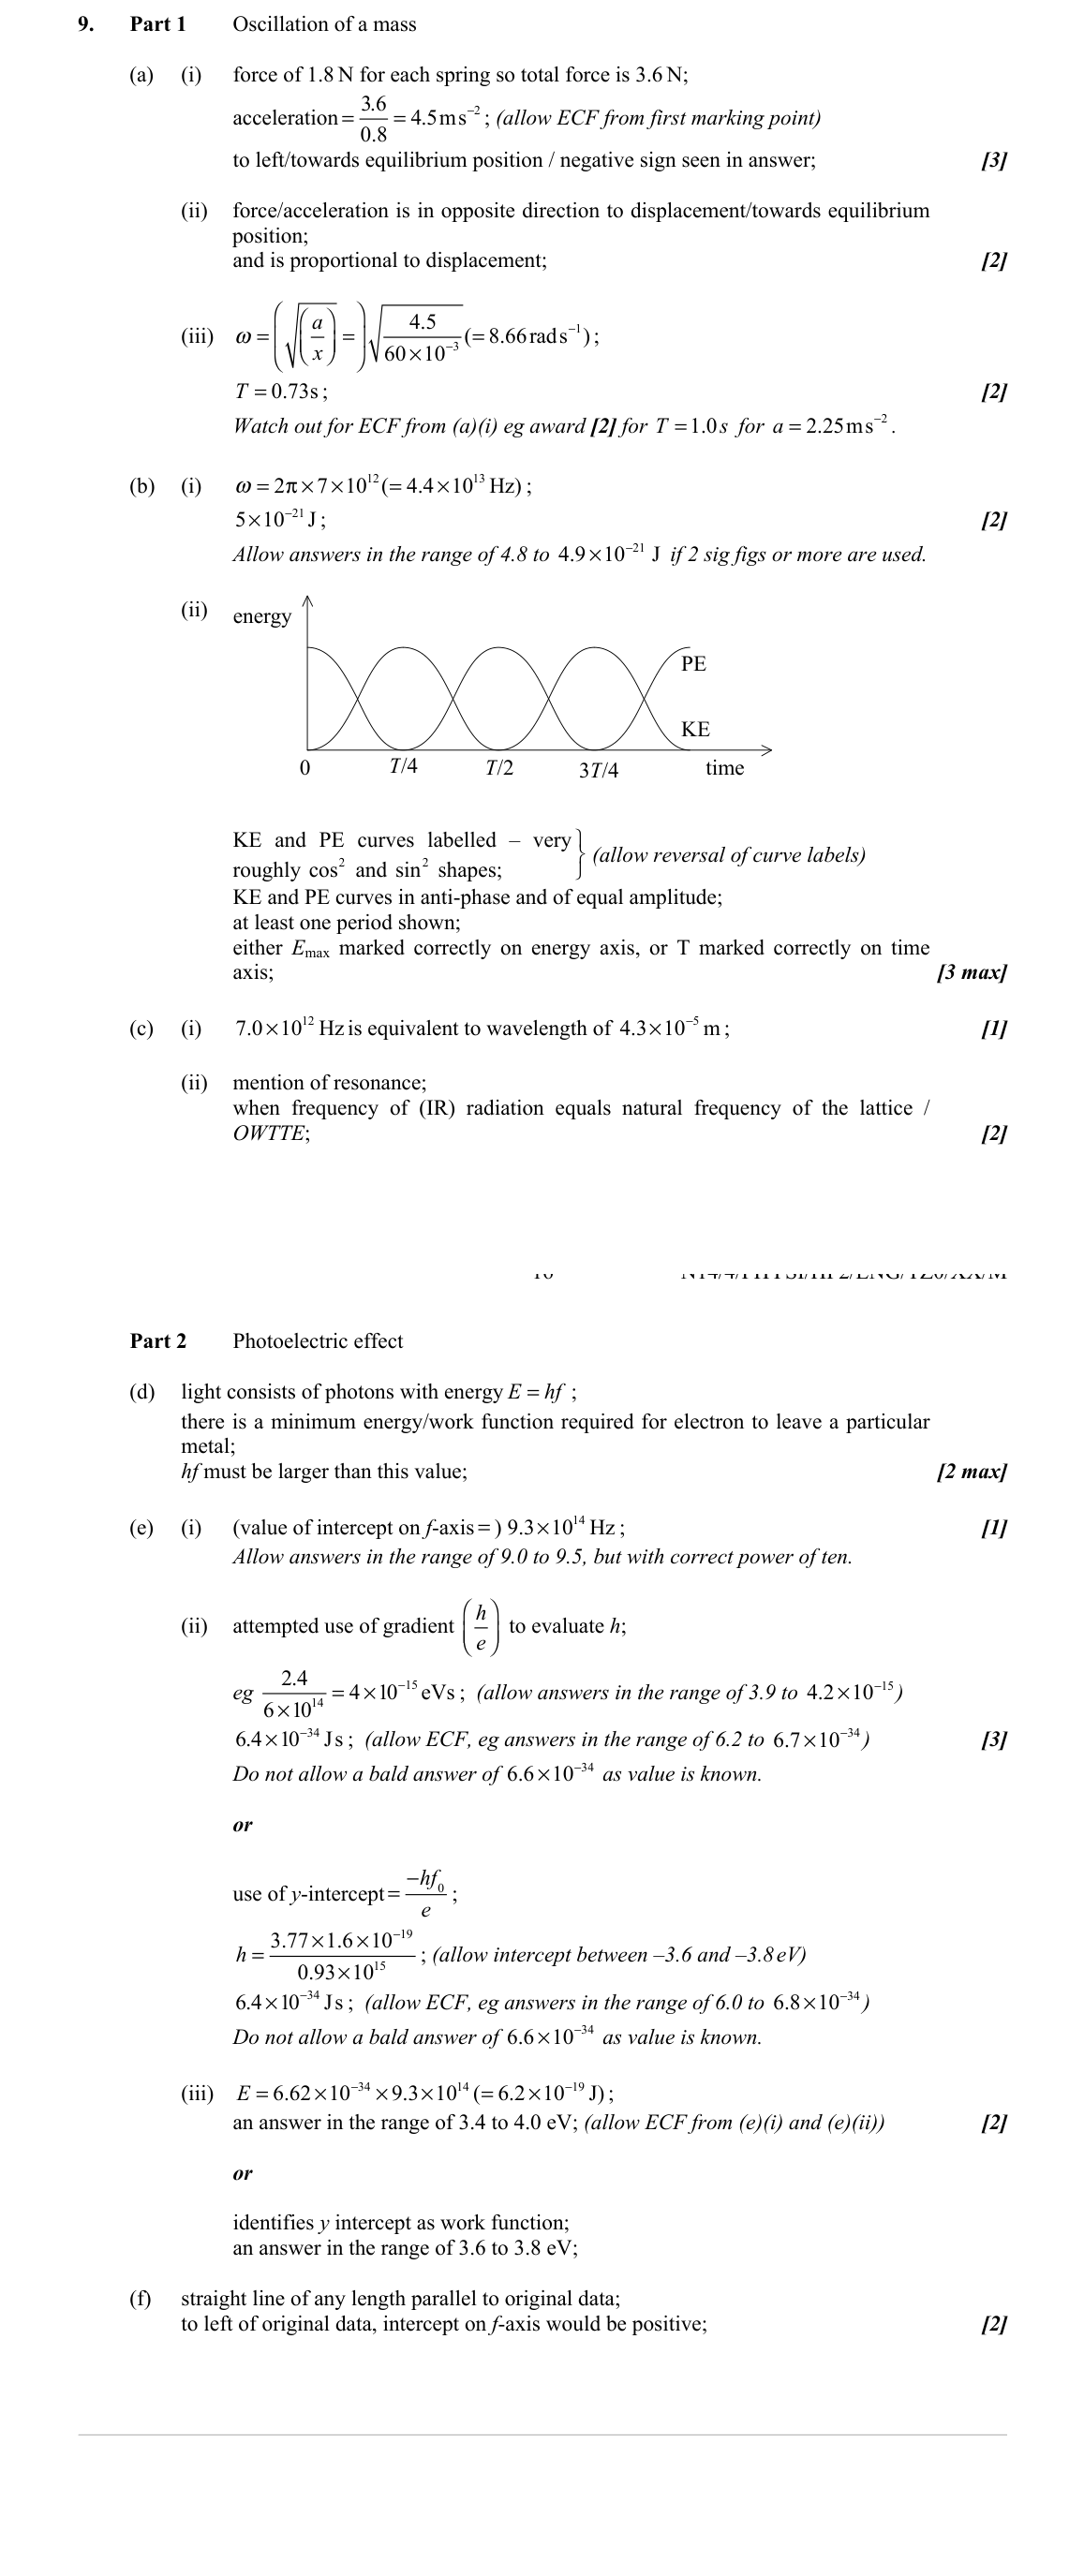 9. Part 1 Oscillation of a mass
(a) (i) force of 1.8 N for each spring so total force is 3.6 N;
acceleration = 3.6/0.8 = 4.5 m s⁻² ; (allow ECF from first marking point)
to left/towards equilibrium position / negative sign seen in answer; [3]
(ii) force/acceleration is in opposite direction to displacement/towards equilibrium
position;
and is proportional to displacement; [2]
(iii) ω = (√(a/x) =) √(4.5/(60×10⁻³)) (= 8.66 rad s⁻¹) ;
T = 0.73 s ; [2]
Watch out for ECF from (a)(i) eg award [2] for T = 1.0 s for a = 2.25 m s⁻² .
(b) (i) ω = 2π×7×10¹² (= 4.4×10¹³ Hz) ;
5×10⁻²¹ J ; [2]
Allow answers in the range of 4.8 to 4.9×10⁻²¹ J if 2 sig figs or more are used.
(ii) energy
PE
KE
0 T/4 T/2 3T/4 time
KE and PE curves labelled – very
roughly cos² and sin² shapes; } (allow reversal of curve labels)
KE and PE curves in anti-phase and of equal amplitude;
at least one period shown;
either Eₘₐₓ marked correctly on energy axis, or T marked correctly on time
axis; [3 max]
(c) (i) 7.0×10¹² Hz is equivalent to wavelength of 4.3×10⁻⁵ m ; [1]
(ii) mention of resonance;
when frequency of (IR) radiation equals natural frequency of the lattice /
OWTTE; [2]
Part 2 Photoelectric effect
(d) light consists of photons with energy E = hf ;
there is a minimum energy/work function required for electron to leave a particular
metal;
hf must be larger than this value; [2 max]
(e) (i) (value of intercept on f-axis = ) 9.3×10¹⁴ Hz ; [1]
Allow answers in the range of 9.0 to 9.5, but with correct power of ten.
(ii) attempted use of gradient (h/e) to evaluate h;
eg 2.4/(6×10¹⁴) = 4×10⁻¹⁵ eVs ; (allow answers in the range of 3.9 to 4.2×10⁻¹⁵)
6.4×10⁻³⁴ J s ; (allow ECF, eg answers in the range of 6.2 to 6.7×10⁻³⁴) [3]
Do not allow a bald answer of 6.6×10⁻³⁴ as value is known.
or
use of y-intercept = −hf₀/e ;
h = (3.77×1.6×10⁻¹⁹)/(0.93×10¹⁵) ; (allow intercept between –3.6 and –3.8 eV)
6.4×10⁻³⁴ J s ; (allow ECF, eg answers in the range of 6.0 to 6.8×10⁻³⁴)
Do not allow a bald answer of 6.6×10⁻³⁴ as value is known.
(iii) E = 6.62×10⁻³⁴ ×9.3×10¹⁴ (= 6.2×10⁻¹⁹ J) ;
an answer in the range of 3.4 to 4.0 eV; (allow ECF from (e)(i) and (e)(ii)) [2]
or
identifies y intercept as work function;
an answer in the range of 3.6 to 3.8 eV;
(f) straight line of any length parallel to original data;
to left of original data, intercept on f-axis would be positive; [2]